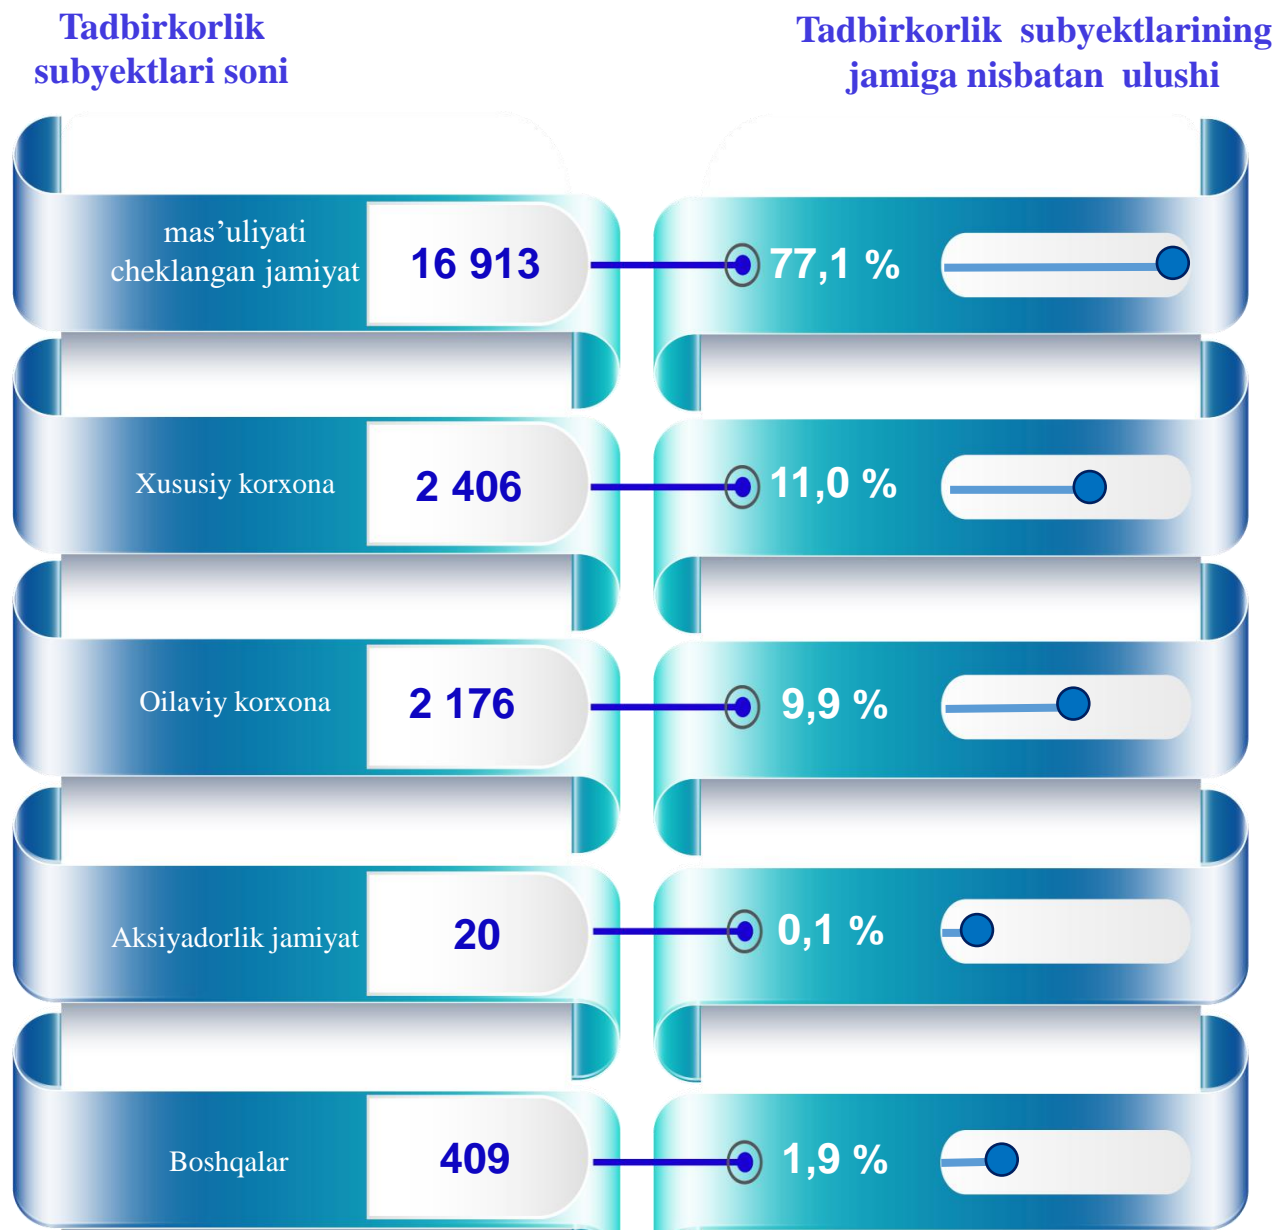 Tadbirkorlik
subyektlari soni
Tadbirkorlik subyektlarining
jamiga nisbatan ulushi
mas’uliyati
cheklangan jamiyat
16 913
77,1 %
Xususiy korxona
2 406
11,0 %
Oilaviy korxona
2 176
9,9 %
Aksiyadorlik jamiyat
20
0,1 %
Boshqalar
409
1,9 %